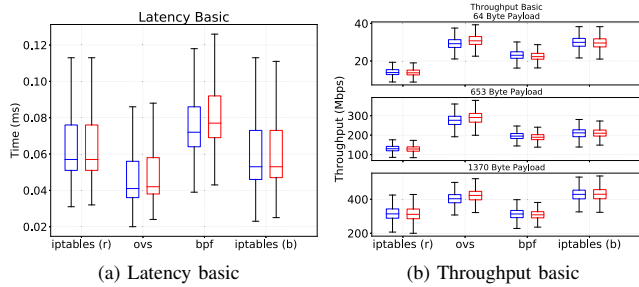 Latency Basic
0.12
0.10
0.08
0.06
0.04
0.02
Time (ms)
iptables (r) ovs bpf iptables (b)
(a) Latency basic
Throughput Basic
64 Byte Payload
40
20
653 Byte Payload
300
200
100
1370 Byte Payload
400
200
Throughput (Mbps)
iptables (r) ovs bpf iptables (b)
(b) Throughput basic